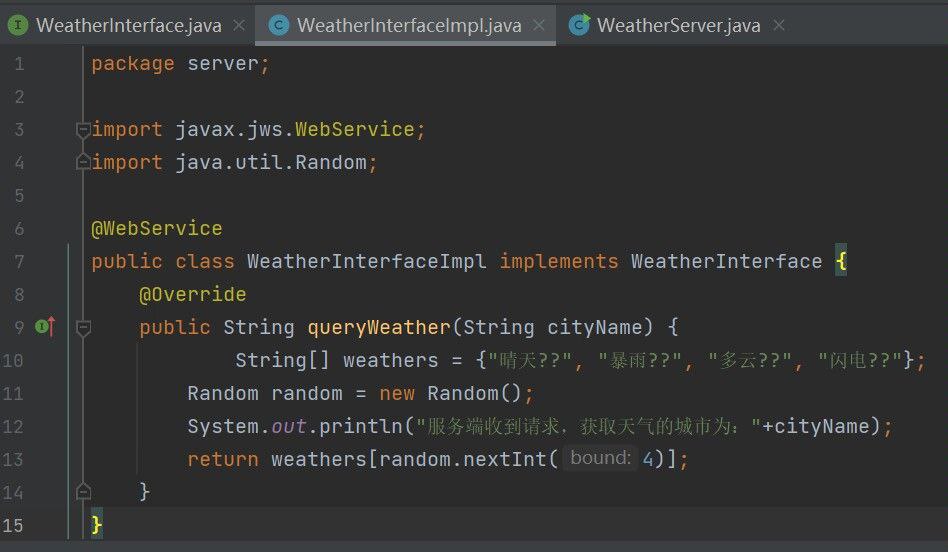 I WeatherInterface.java × C WeatherInterfaceImpl.java × C WeatherServer.java ×
1 package server;
2
3 import javax.jws.WebService;
4 import java.util.Random;
5
6 @WebService
7 public class WeatherInterfaceImpl implements WeatherInterface {
8 @Override
9 I public String queryWeather(String cityName) {
10 String[] weathers = {"晴天??", "暴雨??", "多云??", "闪电??"};
11 Random random = new Random();
12 System.out.println("服务端收到请求，获取天气的城市为："+cityName);
13 return weathers[random.nextInt( bound: 4)];
14 }
15 }